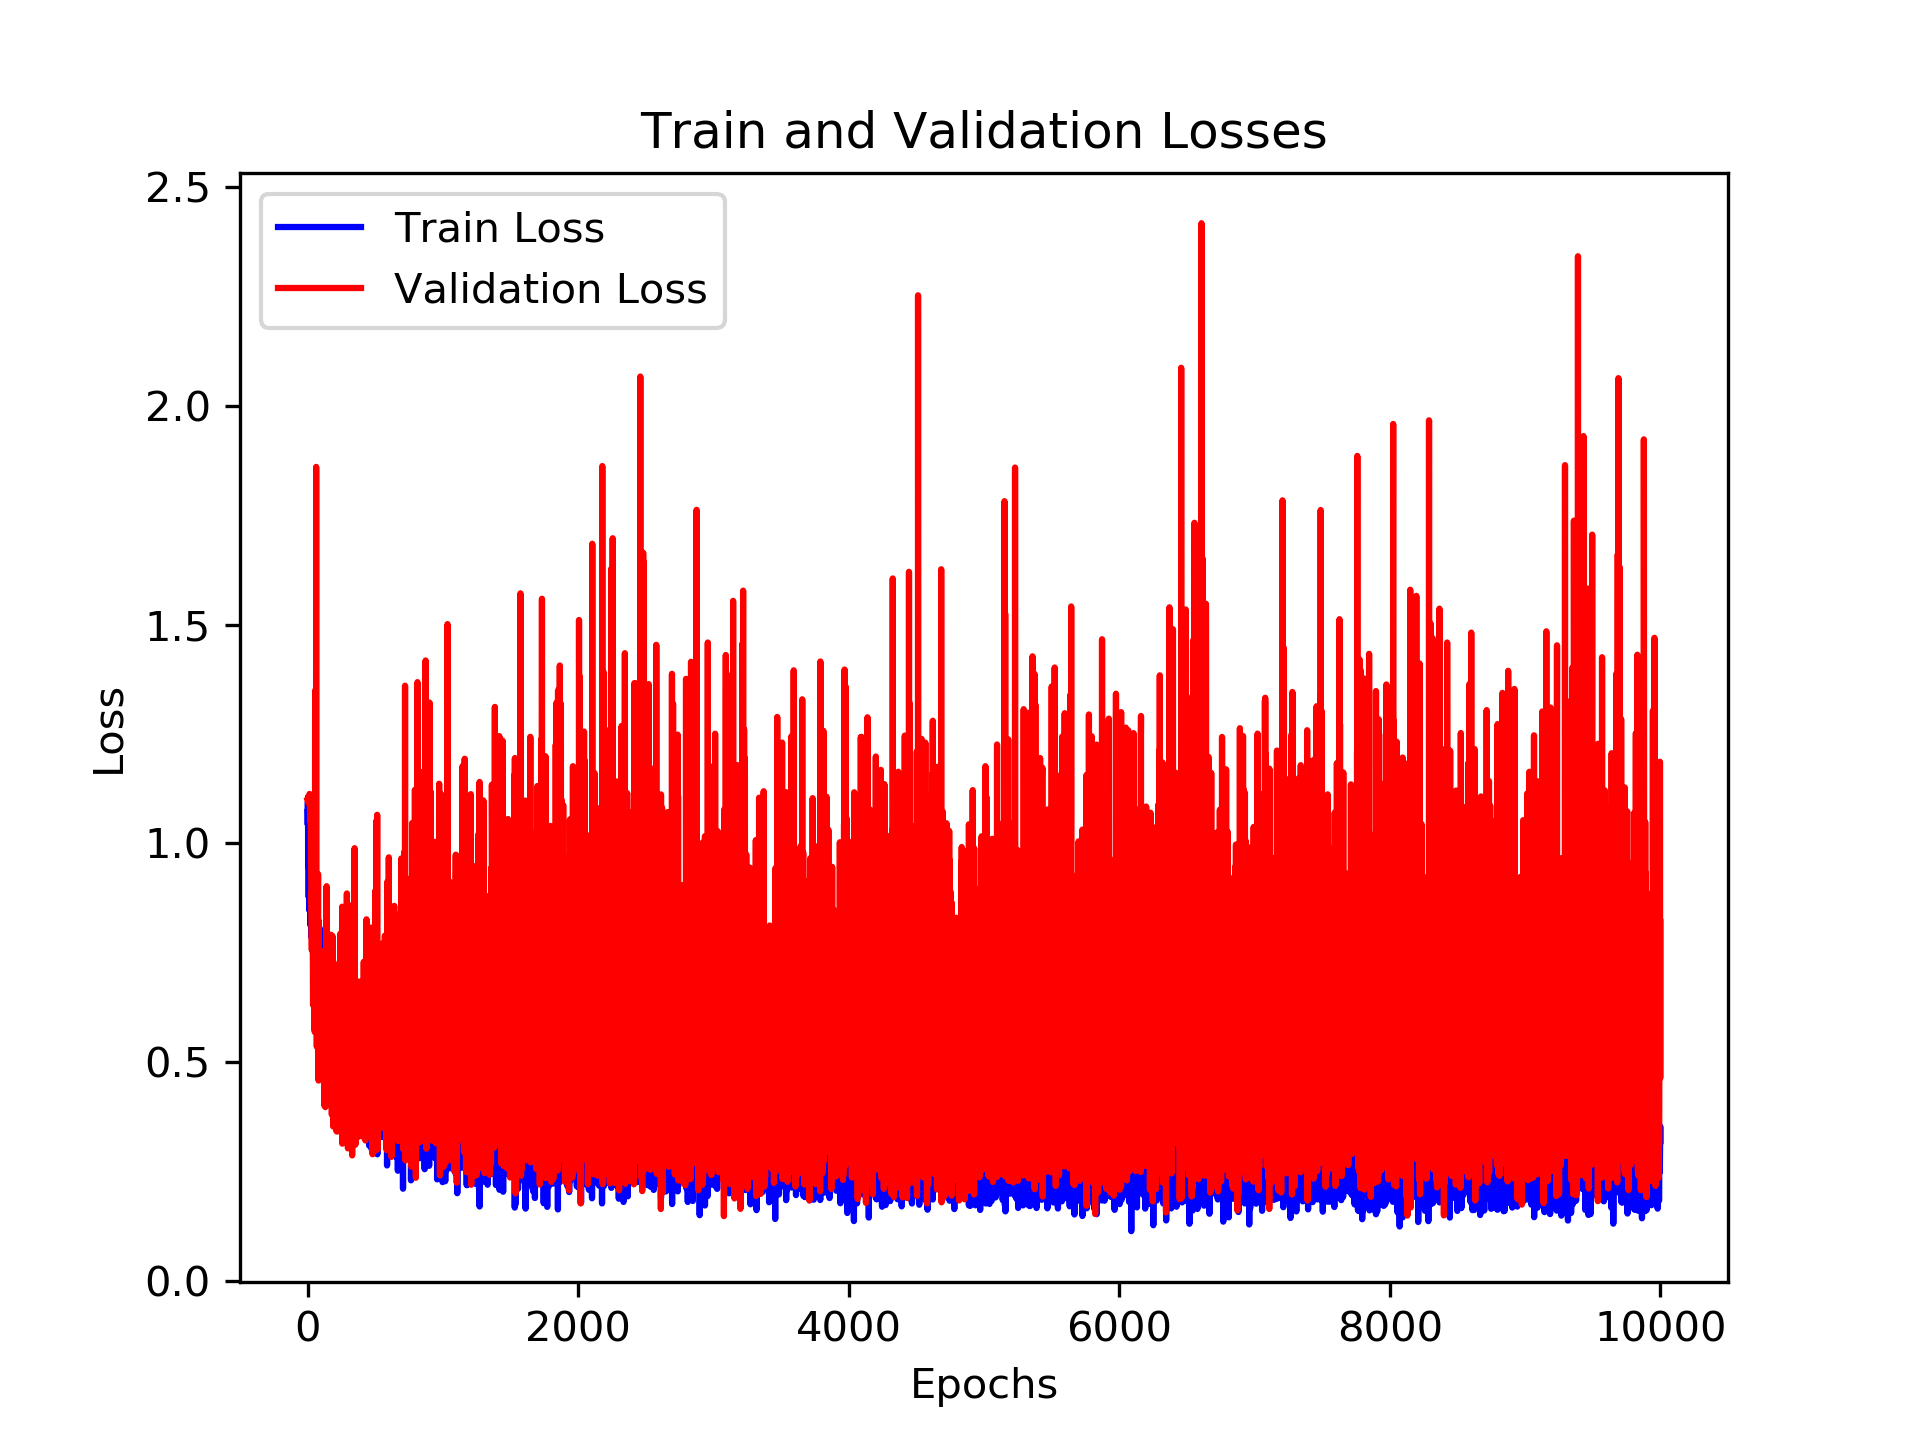 Train and Validation Losses
2.5
2.0
1.5
1.0
0.5
0.0
Loss
Train Loss
Validation Loss
0 2000 4000 6000 8000 10000
Epochs